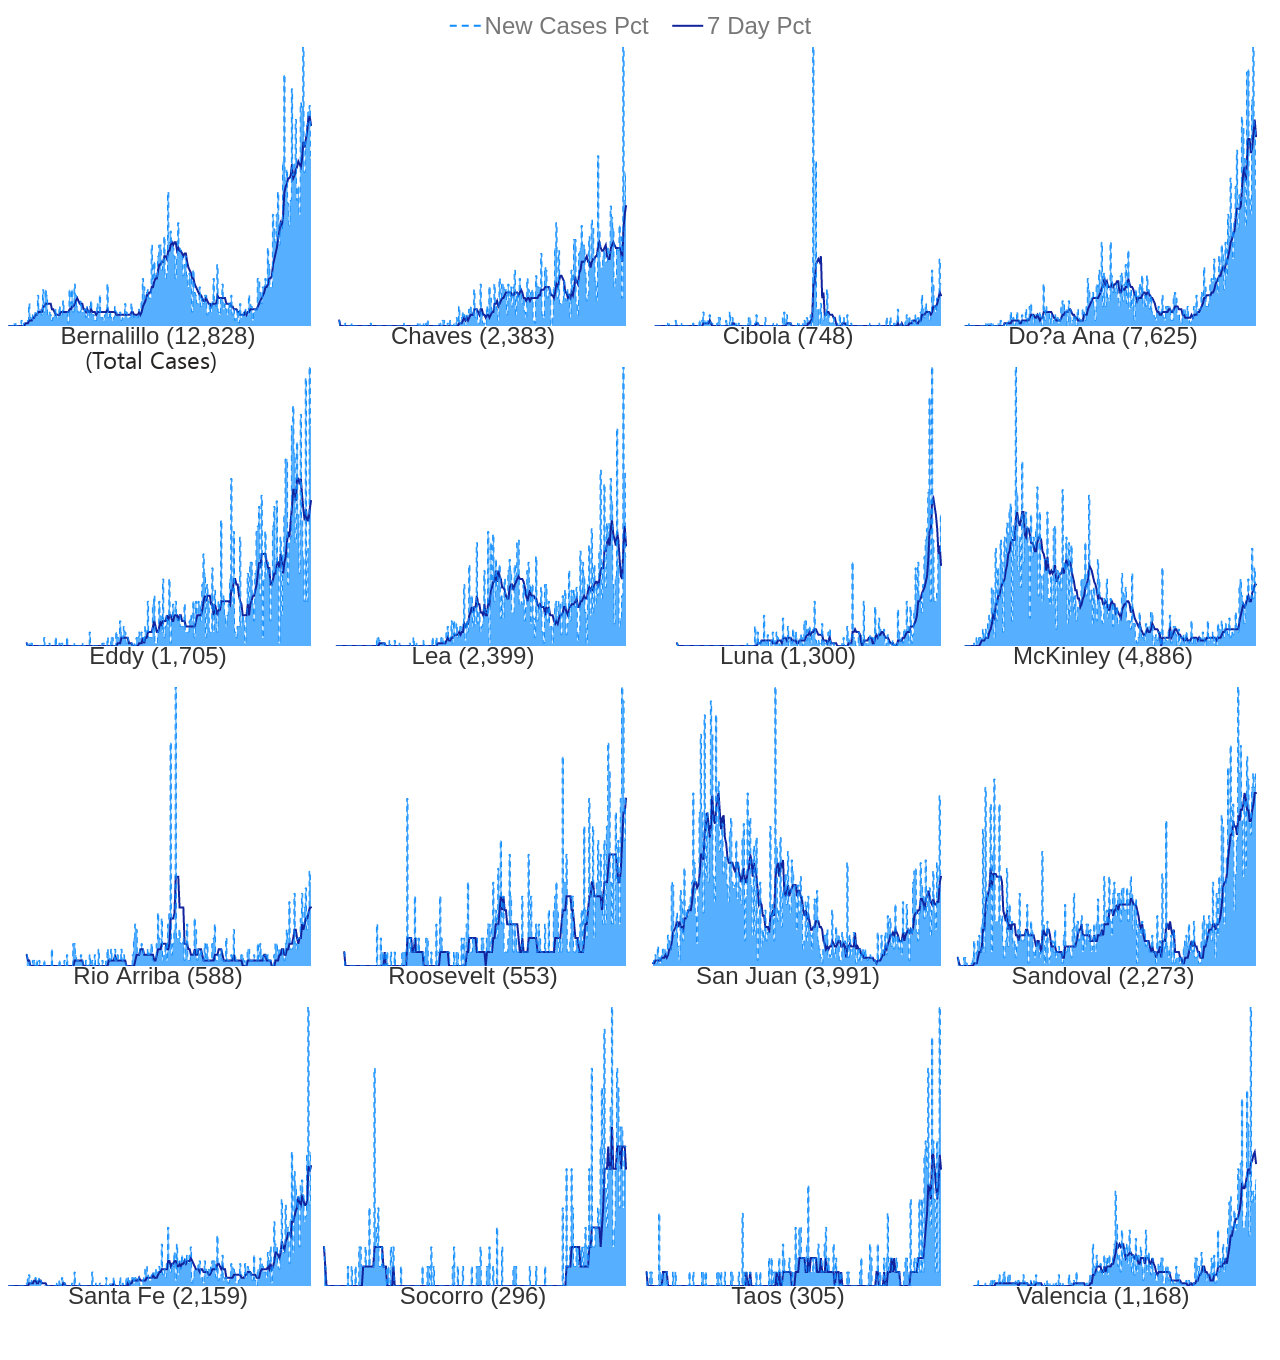 New Cases Pct 7 Day Pct
Bernalillo (12,828)
(Total Cases)
Chaves (2,383)
Cibola (748)
Do?a Ana (7,625)
Eddy (1,705)
Lea (2,399)
Luna (1,300)
McKinley (4,886)
Rio Arriba (588)
Roosevelt (553)
San Juan (3,991)
Sandoval (2,273)
Santa Fe (2,159)
Socorro (296)
Taos (305)
Valencia (1,168)